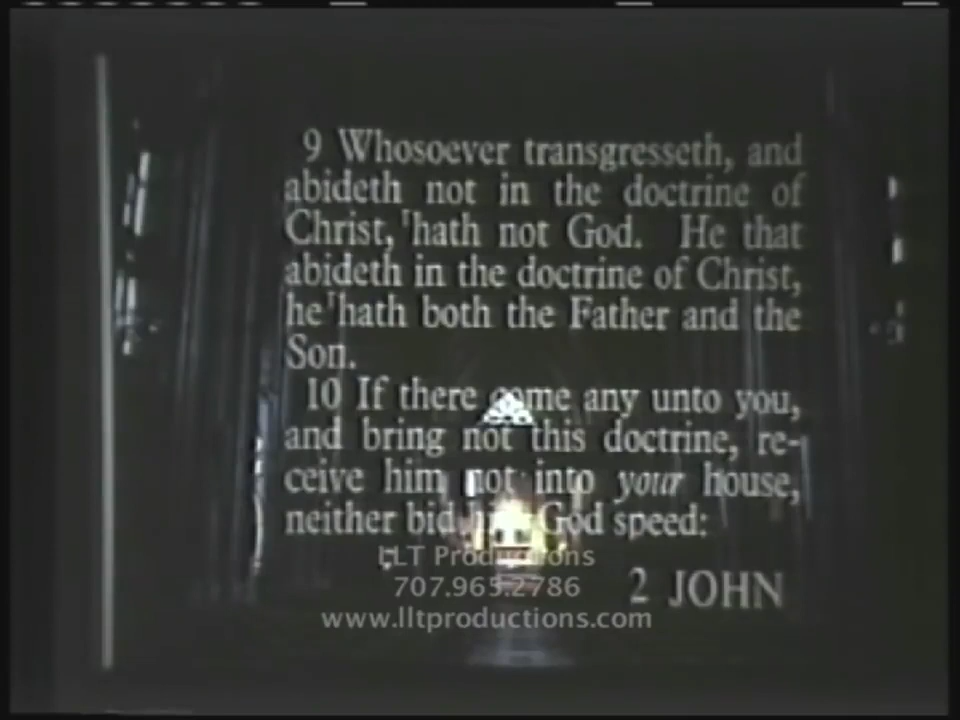 9 Whosoever transgresseth, and
abideth not in the doctrine of
Christ, hath not God. He that
abideth in the doctrine of Christ,
he hath both the Father and the
Son.
10 If there come any unto you,
and bring not this doctrine, re-
ceive him not into your house,
neither bid him God speed:
LLT Productions
707.965.2786
2 JOHN
www.lltproductions.com